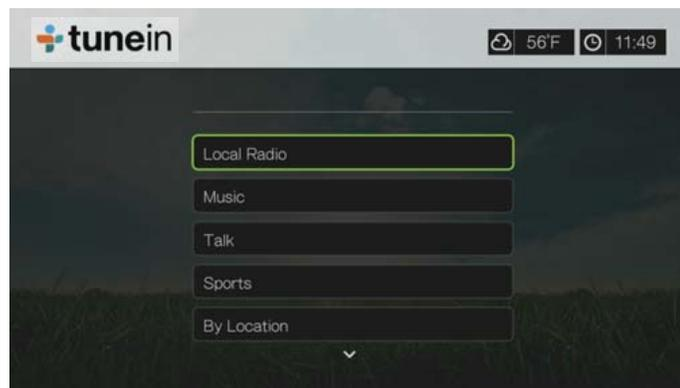 tunein
56°F 11:49
Local Radio
Music
Talk
Sports
By Location